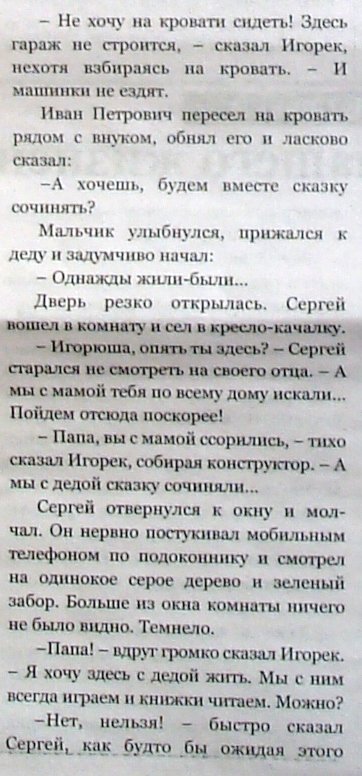 – Не хочу на кровати сидеть! Здесь
гараж не строится, – сказал Игорек,
нехотя взбираясь на кровать. – И
машинки не ездят.
Иван Петрович пересел на кровать
рядом с внуком, обнял его и ласково
сказал:
–А хочешь, будем вместе сказку
сочинять?
Мальчик улыбнулся, прижался к
деду и задумчиво начал:
– Однажды жили-были...
Дверь резко открылась. Сергей
вошел в комнату и сел в кресло-качалку.
– Игорюша, опять ты здесь? – Сергей
старался не смотреть на своего отца. – А
мы с мамой тебя по всему дому искали...
Пойдем отсюда поскорее!
– Папа, вы с мамой ссорились, – тихо
сказал Игорек, собирая конструктор. – А
мы с дедой сказку сочиняли...
Сергей отвернулся к окну и мол-
чал. Он нервно постукивал мобильным
телефоном по подоконнику и смотрел
на одинокое серое дерево и зеленый
забор. Больше из окна комнаты ничего
не было видно. Темнело.
–Папа! – вдруг громко сказал Игорек.
– Я хочу здесь с дедой жить. Мы с ним
всегда играем и книжки читаем. Можно?
–Нет, нельзя! – быстро сказал
Сергей, как будто бы ожидая этого